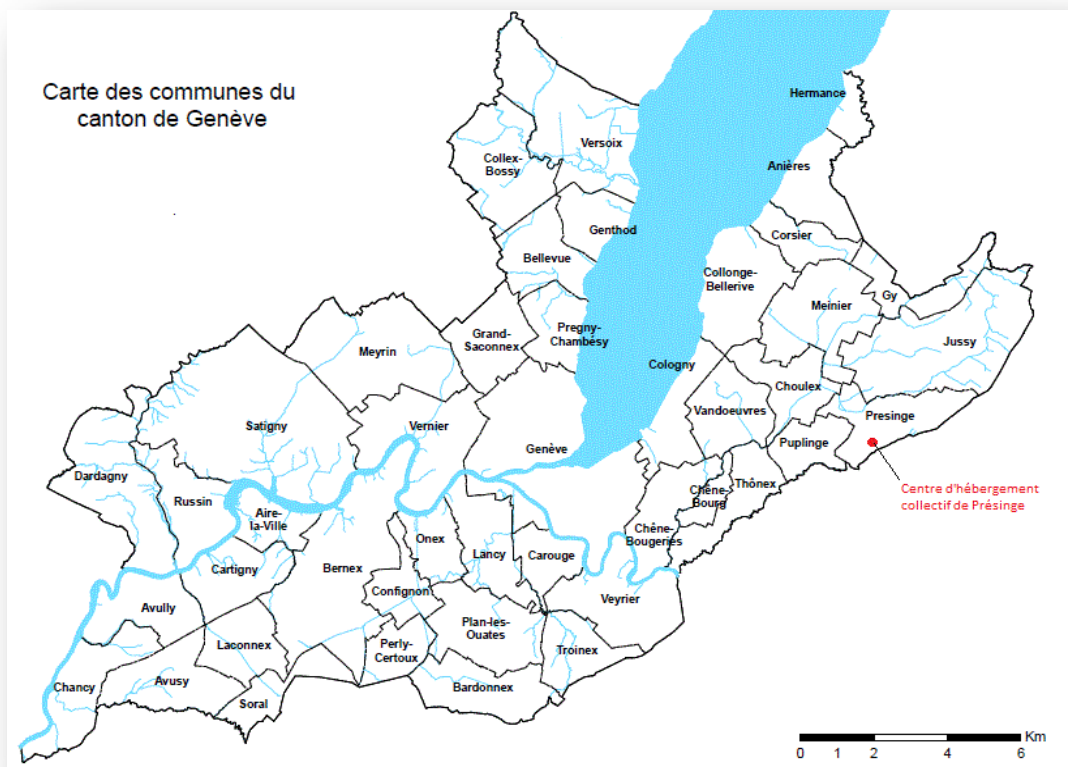 Carte des communes du
canton de Genève
Hermance
Versoix
Collex-
Bossy
Anières
Genthod
Corsier
Bellevue
Collonge-
Bellerive
Gy
Meinier
Pregny-
Chambésy
Grand-
Saconnex
Jussy
Meyrin
Cologny
Choulex
Vandoeuvres
Presinge
Satigny
Vernier
Genève
Puplinge
Dardagny
Thônex
Chêne-
Bourg
Centre d'hébergement
collectif de Présinge
Russin
Aire-
la-Ville
Chêne-
Bougeries
Onex
Lancy
Carouge
Cartigny
Bernex
Confignon
Veyrier
Avully
Plan-les-
Ouates
Laconnex
Perly-
Certoux
Troinex
Chancy
Avusy
Bardonnex
Soral
Km
0 2 4 6